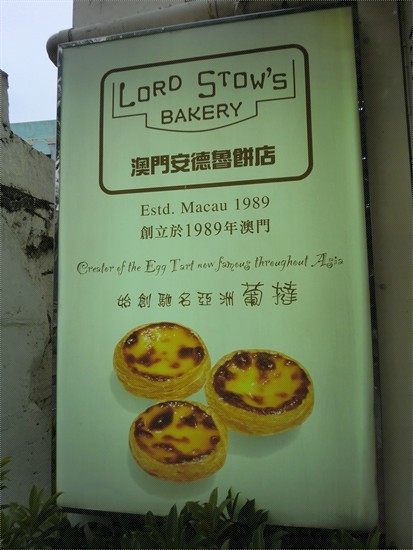 LORD STOW'S
BAKERY
澳門安德魯餅店
Estd. Macau 1989
創立於1989年澳門
Creator of the Egg Tart now famous throughout Asia
始創馳名亞洲葡撻